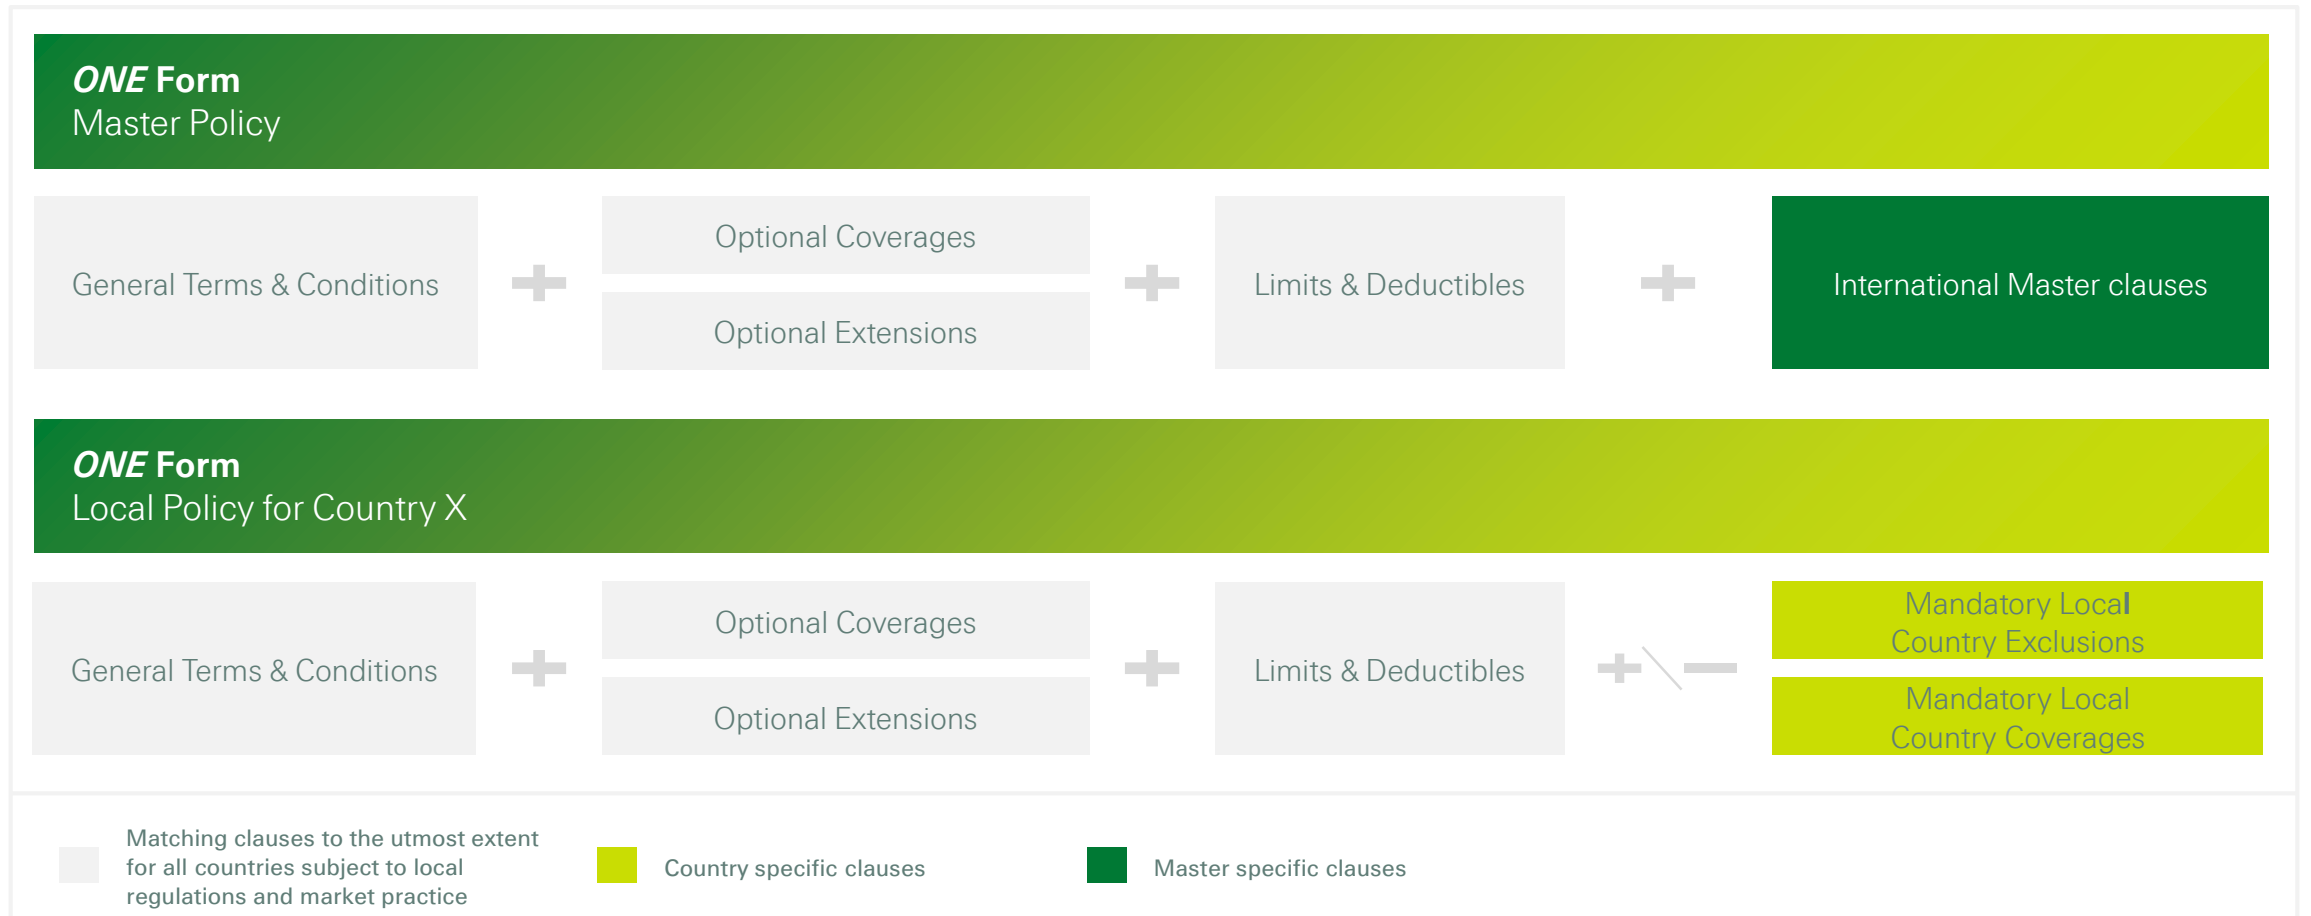 ONE Form
Master Policy
General Terms & Conditions
+
Optional Coverages
Optional Extensions
+
Limits & Deductibles
+
International Master clauses
ONE Form
Local Policy for Country X
General Terms & Conditions
+
Optional Coverages
Optional Extensions
+
Limits & Deductibles
+\−
Mandatory Local
Country Exclusions
Mandatory Local
Country Coverages
Matching clauses to the utmost extent
for all countries subject to local
regulations and market practice
Country specific clauses
Master specific clauses